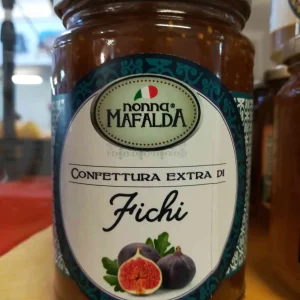 nonna®
MAFALDA
CONFETTURA EXTRA DI
Fichi